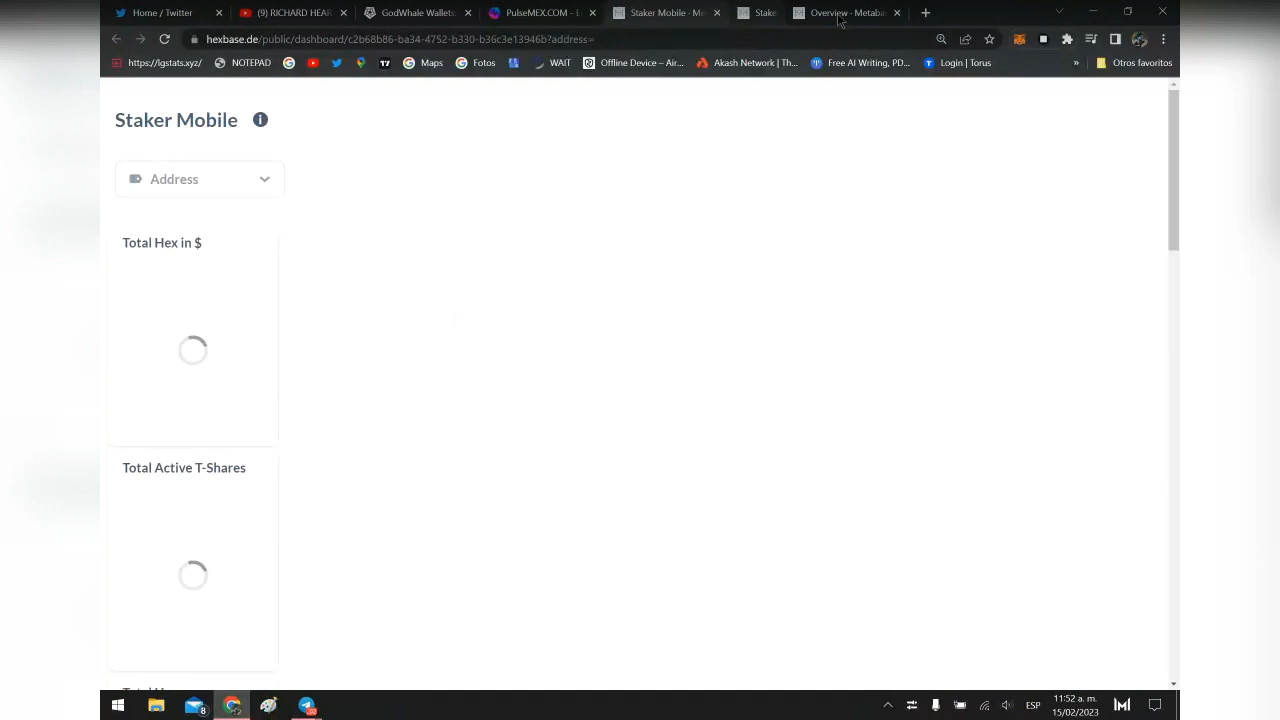 Home / Twitter
(9) RICHARD HEAR
GodWhale Wallets
PulseMEX.COM - E
Staker Mobile - Me
Stake
Overview - Metaba
hexbase.de/public/dashboard/c2b68b86-ba34-4752-b330-b36c3e13946b?address=
https://lgstats.xyz/
NOTEPAD
Maps
Fotos
WAIT
Offline Device – Air...
Akash Network | Th...
Free AI Writing, PD...
Login | Torus
»
Otros favoritos
Staker Mobile
Address
Total Hex in $
Total Active T-Shares
8
ESP
11:52 a. m.
15/02/2023